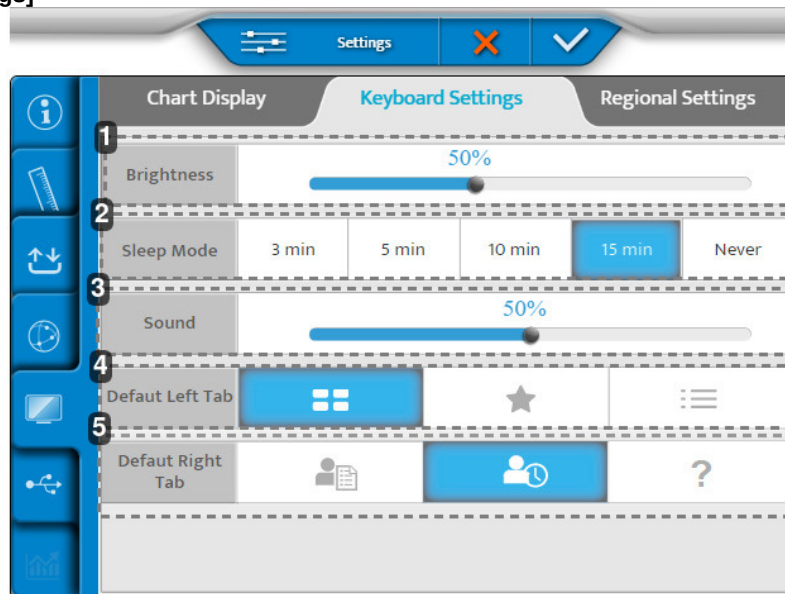 gs]
Settings
Chart Display Keyboard Settings Regional Settings
1
Brightness 50%
2
Sleep Mode 3 min 5 min 10 min 15 min Never
3
Sound 50%
4
Defaut Left Tab
5
Defaut Right
Tab ?